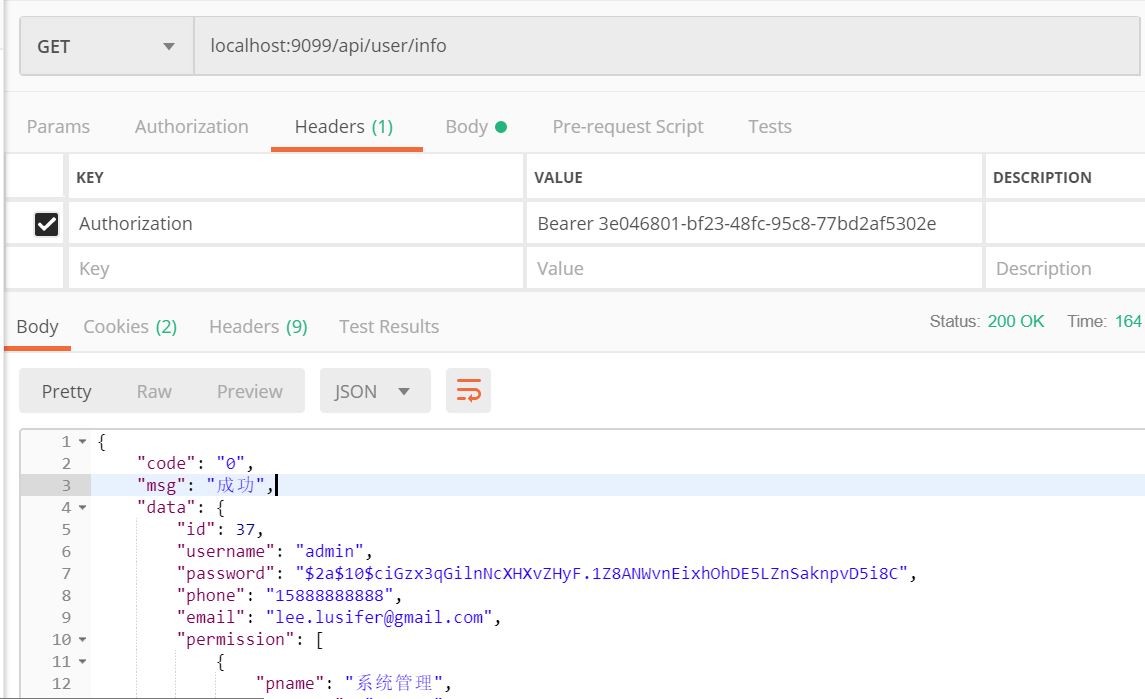 GET localhost:9099/api/user/info
Params Authorization Headers (1) Body Pre-request Script Tests
KEY VALUE DESCRIPTION
Authorization Bearer 3e046801-bf23-48fc-95c8-77bd2af5302e
Key Value Description
Body Cookies (2) Headers (9) Test Results Status: 200 OK Time: 164
Pretty Raw Preview JSON
1 {
2 "code": "0",
3 "msg": "成功",
4 "data": {
5 "id": 37,
6 "username": "admin",
7 "password": "$2a$10$ciGzx3qGilnNcXHXvZHyF.1Z8ANWvnEixhOhDE5LZnSaknpvD5i8C",
8 "phone": "15888888888",
9 "email": "lee.lusifer@gmail.com",
10 "permission": [
11 {
12 "pname": "系统管理",